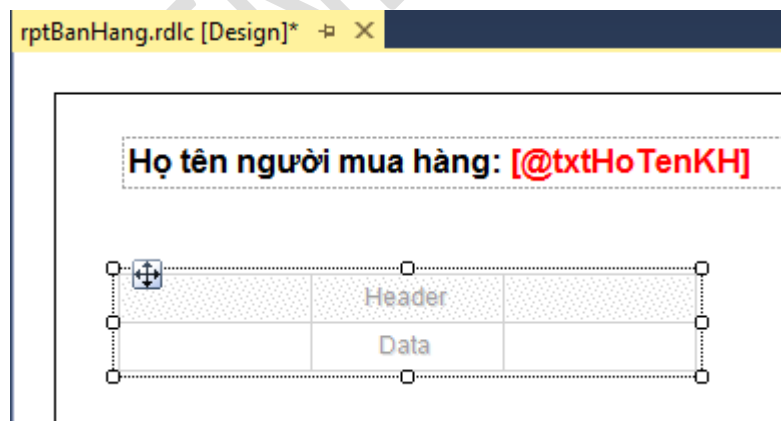 rptBanHang.rdlc [Design]*
Họ tên người mua hàng: [@txtHoTenKH]
Header
Data